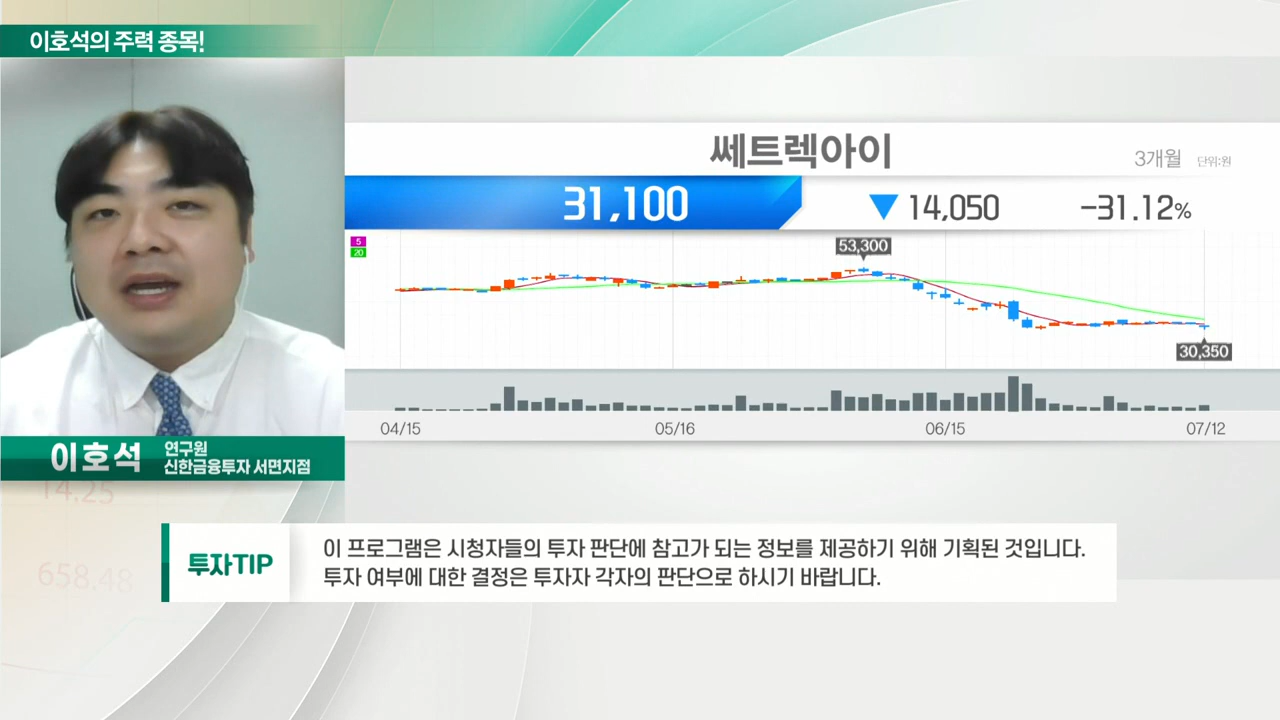 이호석의 주력 종목!
쎄트렉아이
3개월 단위:원
31,100 ▼ 14,050 -31.12%
5
20
53,300
30,350
04/15 05/16 06/15 07/12
이호석 연구원
신한금융투자 서면지점
14.25
658.48
투자TIP
이 프로그램은 시청자들의 투자 판단에 참고가 되는 정보를 제공하기 위해 기획된 것입니다.
투자 여부에 대한 결정은 투자자 각자의 판단으로 하시기 바랍니다.